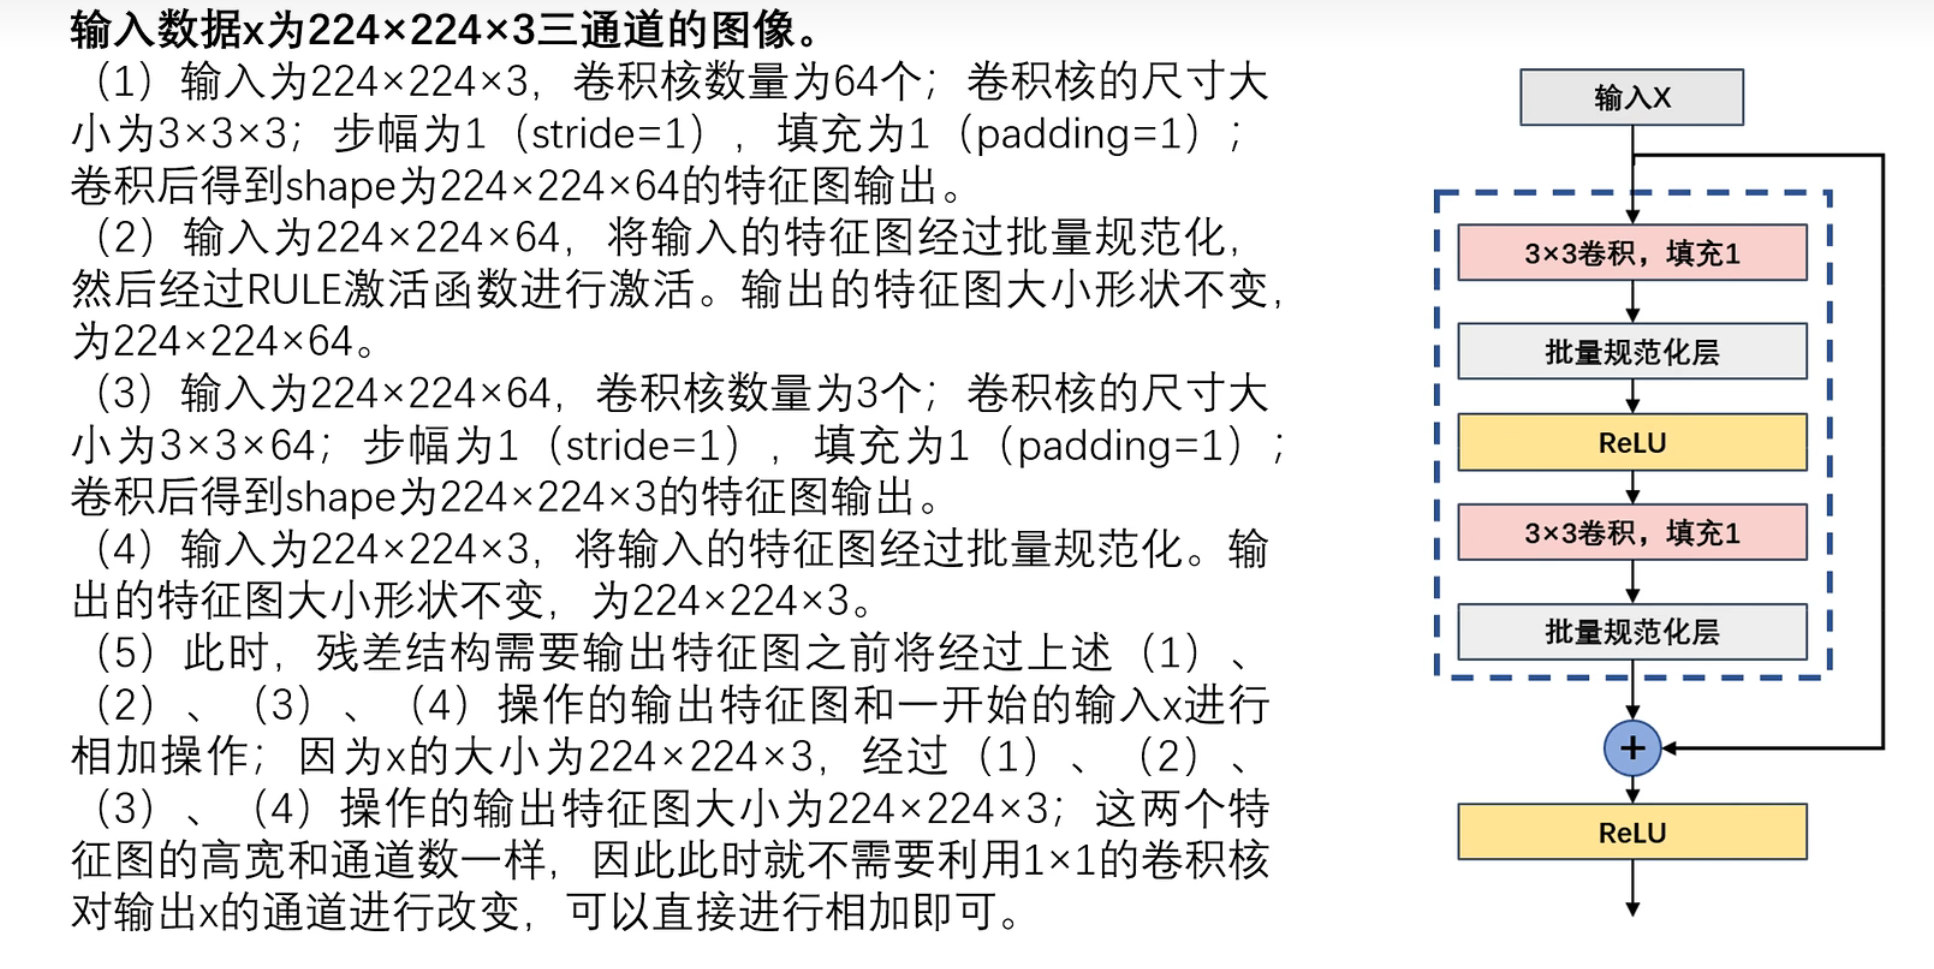 输入数据x为224×224×3三通道的图像。
（1）输入为224×224×3，卷积核数量为64个；卷积核的尺寸大
小为3×3×3；步幅为1（stride=1），填充为1（padding=1）；
卷积后得到shape为224×224×64的特征图输出。
（2）输入为224×224×64，将输入的特征图经过批量规范化，
然后经过RULE激活函数进行激活。输出的特征图大小形状不变，
为224×224×64。
（3）输入为224×224×64，卷积核数量为3个；卷积核的尺寸大
小为3×3×64；步幅为1（stride=1），填充为1（padding=1）；
卷积后得到shape为224×224×3的特征图输出。
（4）输入为224×224×3，将输入的特征图经过批量规范化。输
出的特征图大小形状不变，为224×224×3。
（5）此时，残差结构需要输出特征图之前将经过上述（1）、
（2）、（3）、（4）操作的输出特征图和一开始的输入x进行
相加操作；因为x的大小为224×224×3，经过（1）、（2）、
（3）、（4）操作的输出特征图大小为224×224×3；这两个特
征图的高宽和通道数一样，因此此时就不需要利用1×1的卷积核
对输出x的通道进行改变，可以直接进行相加即可。
输入X
3×3卷积，填充1
批量规范化层
ReLU
3×3卷积，填充1
批量规范化层
+
ReLU